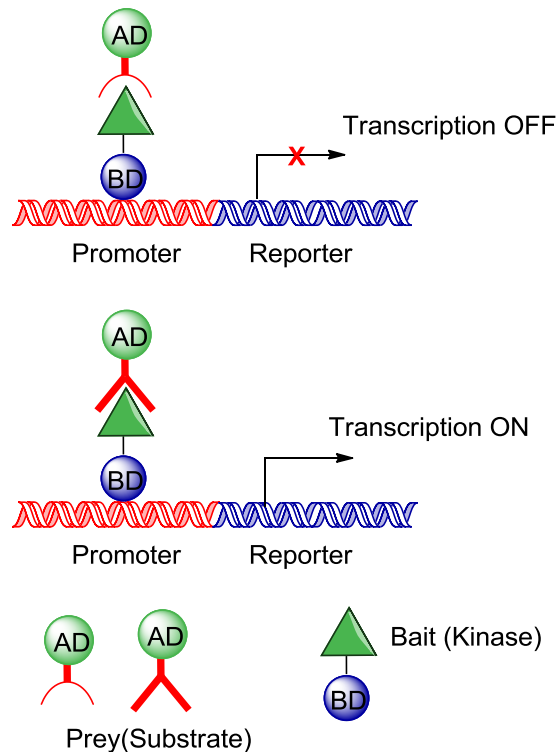 AD
Transcription OFF
X
BD
Promoter Reporter
AD
Transcription ON
BD
Promoter Reporter
AD AD
Bait (Kinase)
BD
Prey(Substrate)